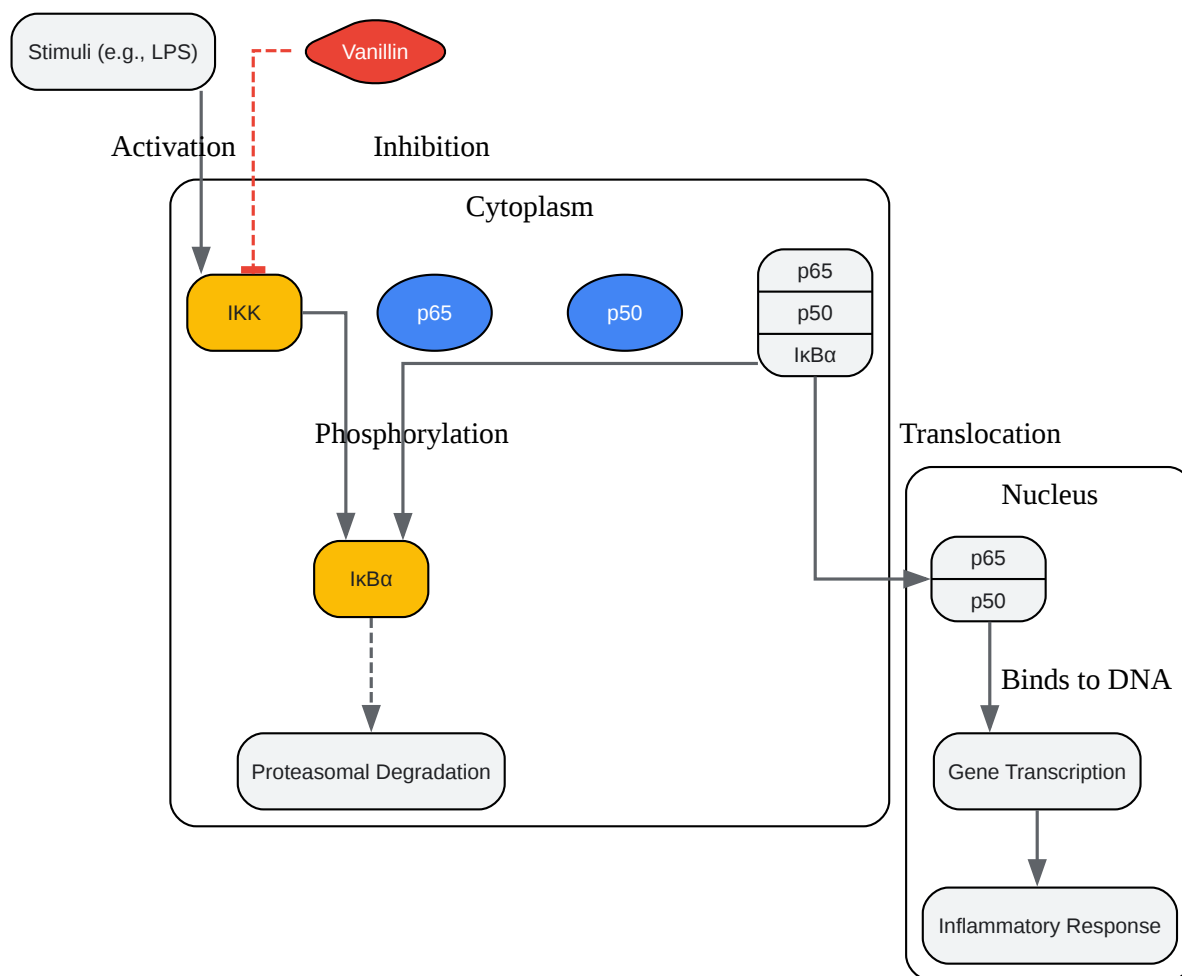 Stimuli (e.g., LPS)
Vanillin
Activation
Inhibition
Cytoplasm
IKK
p65
p50
p65
p50
IκBα
Phosphorylation
Translocation
Nucleus
IκBα
p65
p50
Binds to DNA
Proteasomal Degradation
Gene Transcription
Inflammatory Response